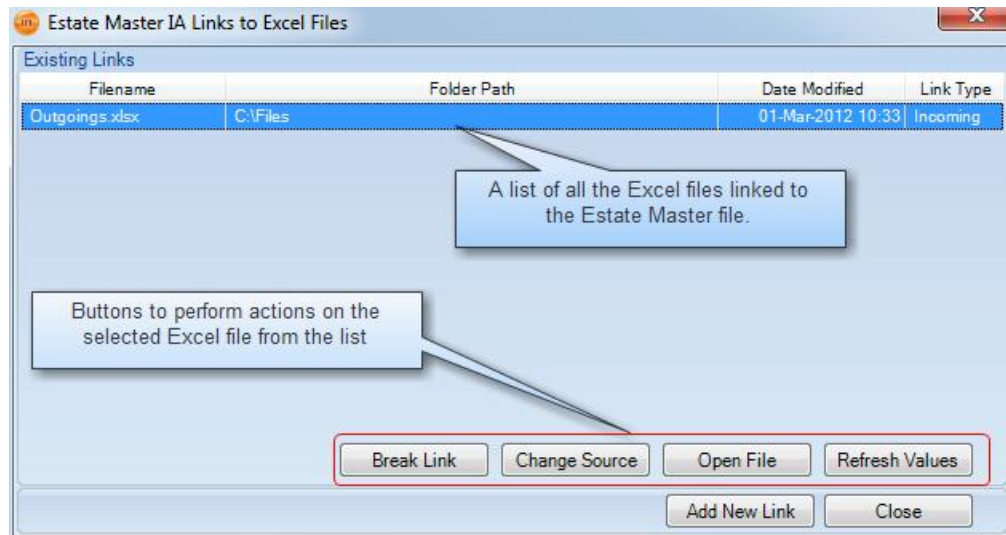 Estate Master IA Links to Excel Files
Existing Links
Filename Folder Path Date Modified Link Type
Outgoings.xlsx C:\Files 01-Mar-2012 10:33 Incoming
A list of all the Excel files linked to
the Estate Master file.
Buttons to perform actions on the
selected Excel file from the list
Break Link Change Source Open File Refresh Values
Add New Link Close